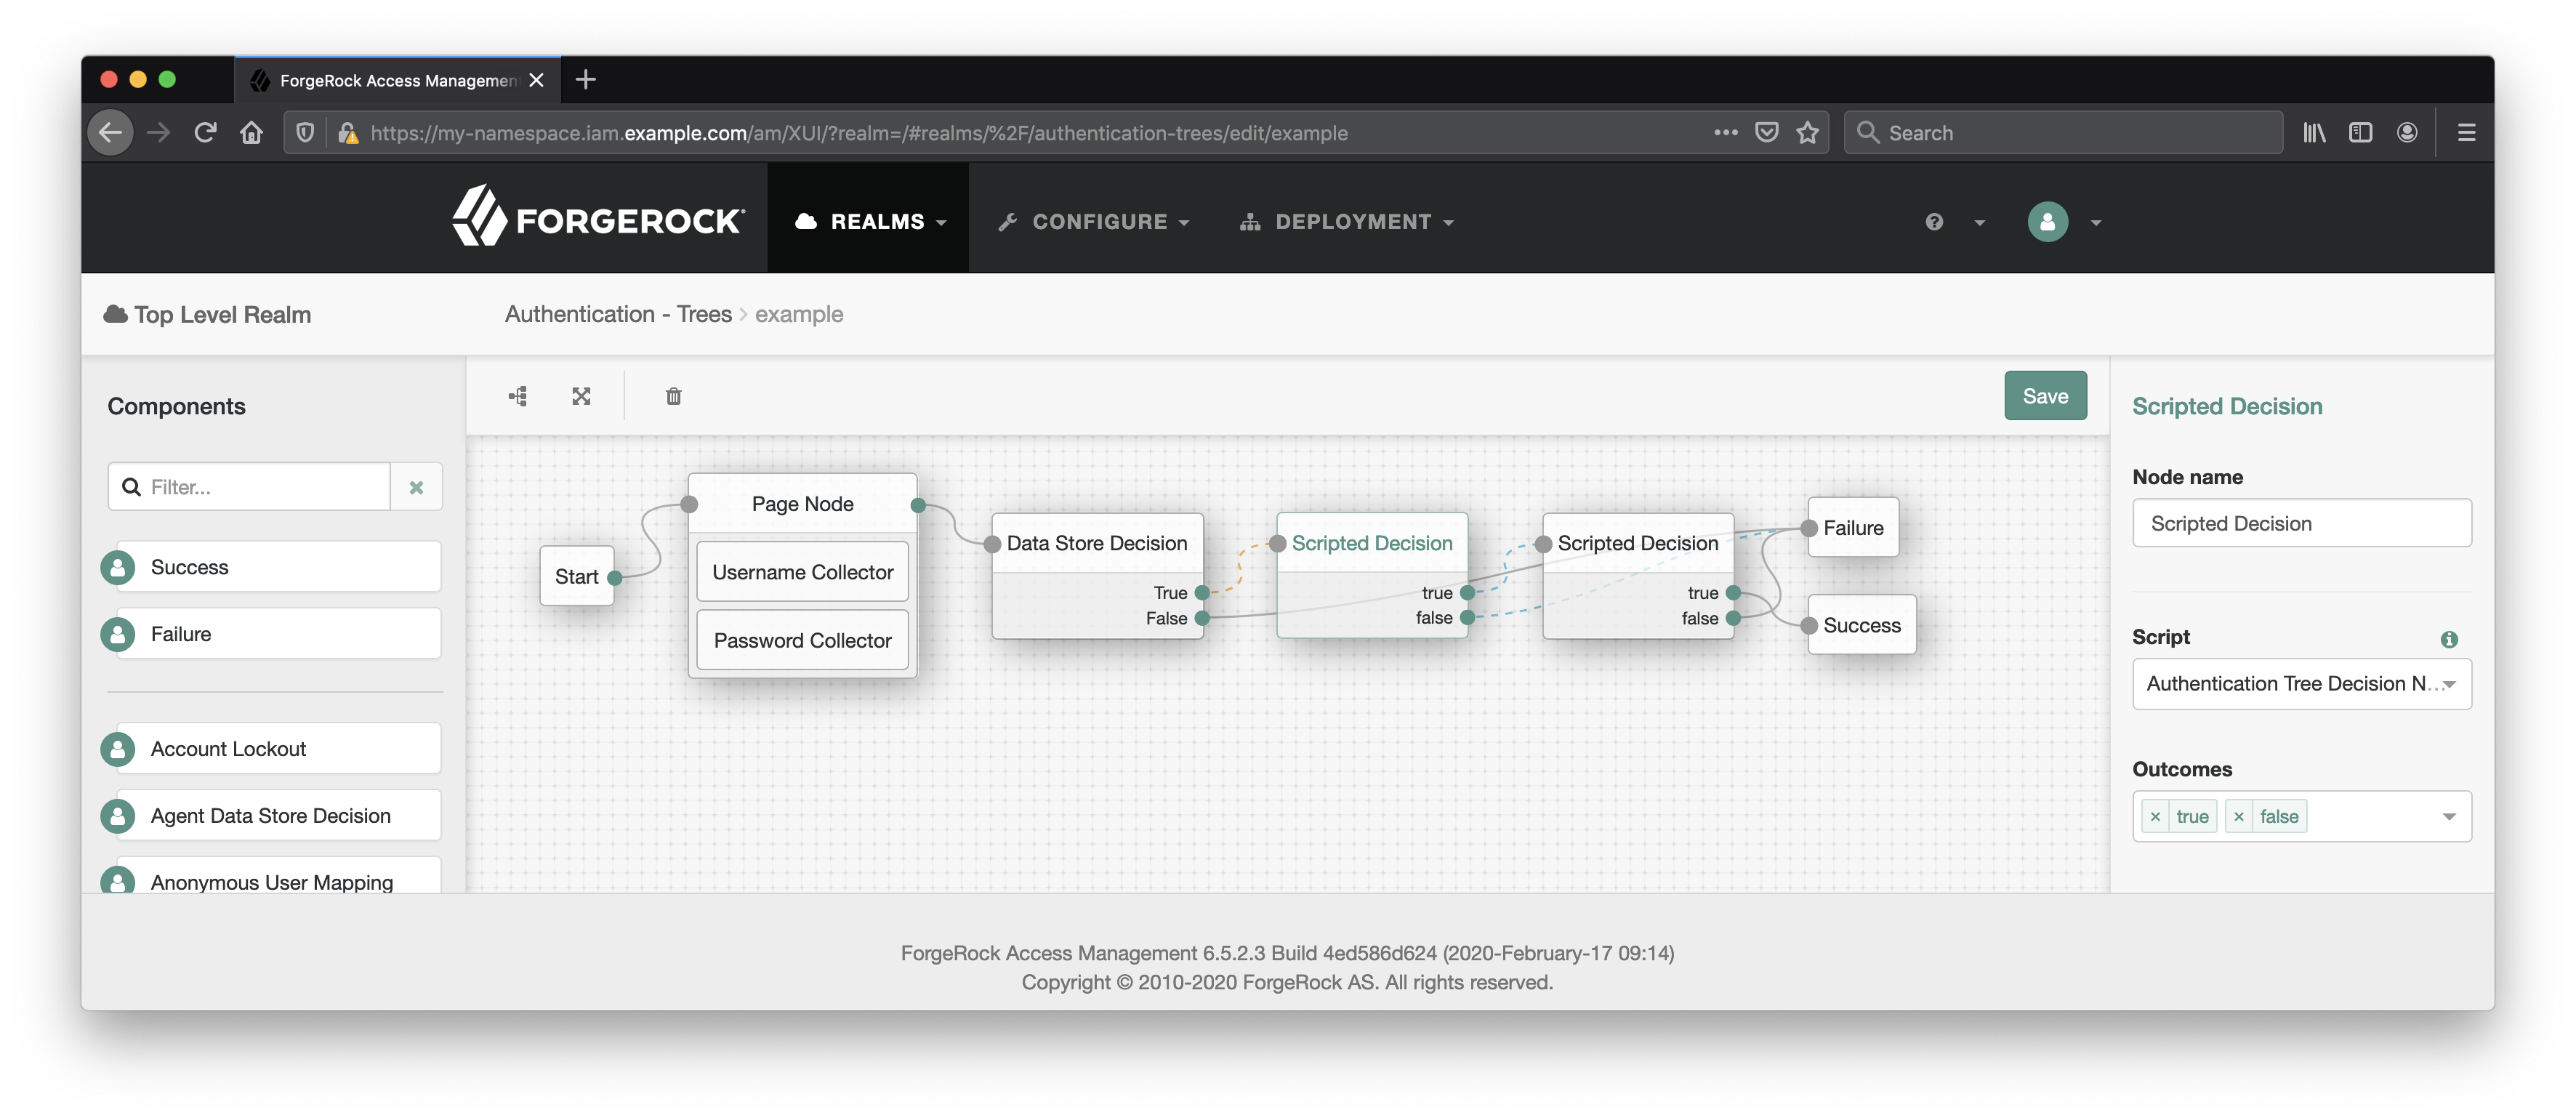 ForgeRock Access Managemen
https://my-namespace.iam.example.com/am/XUI/?realm=/#realms/%2F/authentication-trees/edit/example
Search
FORGEROCK
REALMS
CONFIGURE
DEPLOYMENT
Top Level Realm
Authentication - Trees
example
Components
Filter...
Success
Failure
Account Lockout
Agent Data Store Decision
Anonymous User Mapping
Save
Start
Page Node
Username Collector
Password Collector
Data Store Decision
True
False
Scripted Decision
true
false
Scripted Decision
true
false
Failure
Success
Scripted Decision
Node name
Scripted Decision
Script
Authentication Tree Decision N...
Outcomes
true
false
ForgeRock Access Management 6.5.2.3 Build 4ed586d624 (2020-February-17 09:14)
Copyright © 2010-2020 ForgeRock AS. All rights reserved.